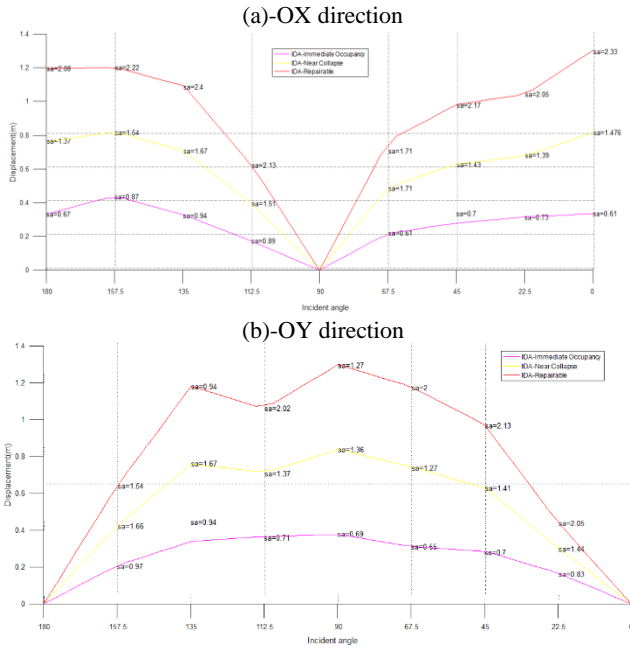 (a)-OX direction
1.4
IDA-Immediate Occupancy
IDA-Near Collapse
IDA-Repairable
1.2
sa=2.08
sa=2.22
sa=2.4
sa=2.33
1
sa=2.17
sa=2.05
Displacement(m)
0.8
sa=1.37
sa=1.54
sa=1.67
sa=1.71
sa=1.43
sa=1.39
sa=1.476
0.6
sa=2.13
sa=1.71
0.4
sa=0.67
sa=0.87
sa=0.94
sa=1.51
sa=0.7
sa=0.73
sa=0.61
0.2
sa=0.89
sa=0.61
0
180 157.5 135 112.5 90 67.5 45 22.5 0
Incident angle
(b)-OY direction
1.4
IDA-Immediate Occupancy
IDA-Near Collapse
IDA-Repairable
1.2
sa=0.94
sa=2.02
sa=1.27
sa=2
1
sa=2.13
Displacement(m)
0.8
sa=1.67
sa=1.37
sa=1.36
sa=1.27
0.6
sa=1.54
sa=1.41
0.4
sa=1.66
sa=0.94
sa=0.71
sa=0.69
sa=2.05
0.2
sa=0.97
sa=0.7
sa=1.44
sa=0.83
0
180 157.5 135 112.5 90 67.5 45 22.5 0
Incident angle